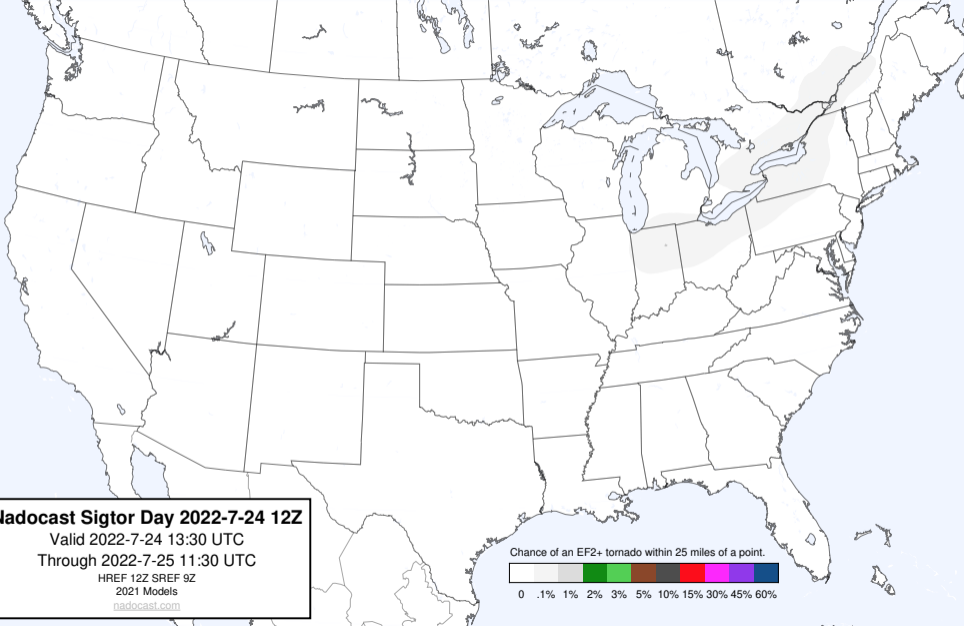 Nadocast Sigtor Day 2022-7-24 12Z
Valid 2022-7-24 13:30 UTC
Through 2022-7-25 11:30 UTC
HREF 12Z SREF 9Z
2021 Models
nadocast.com
Chance of an EF2+ tornado within 25 miles of a point.
0 .1% 1% 2% 3% 5% 10% 15% 30% 45% 60%